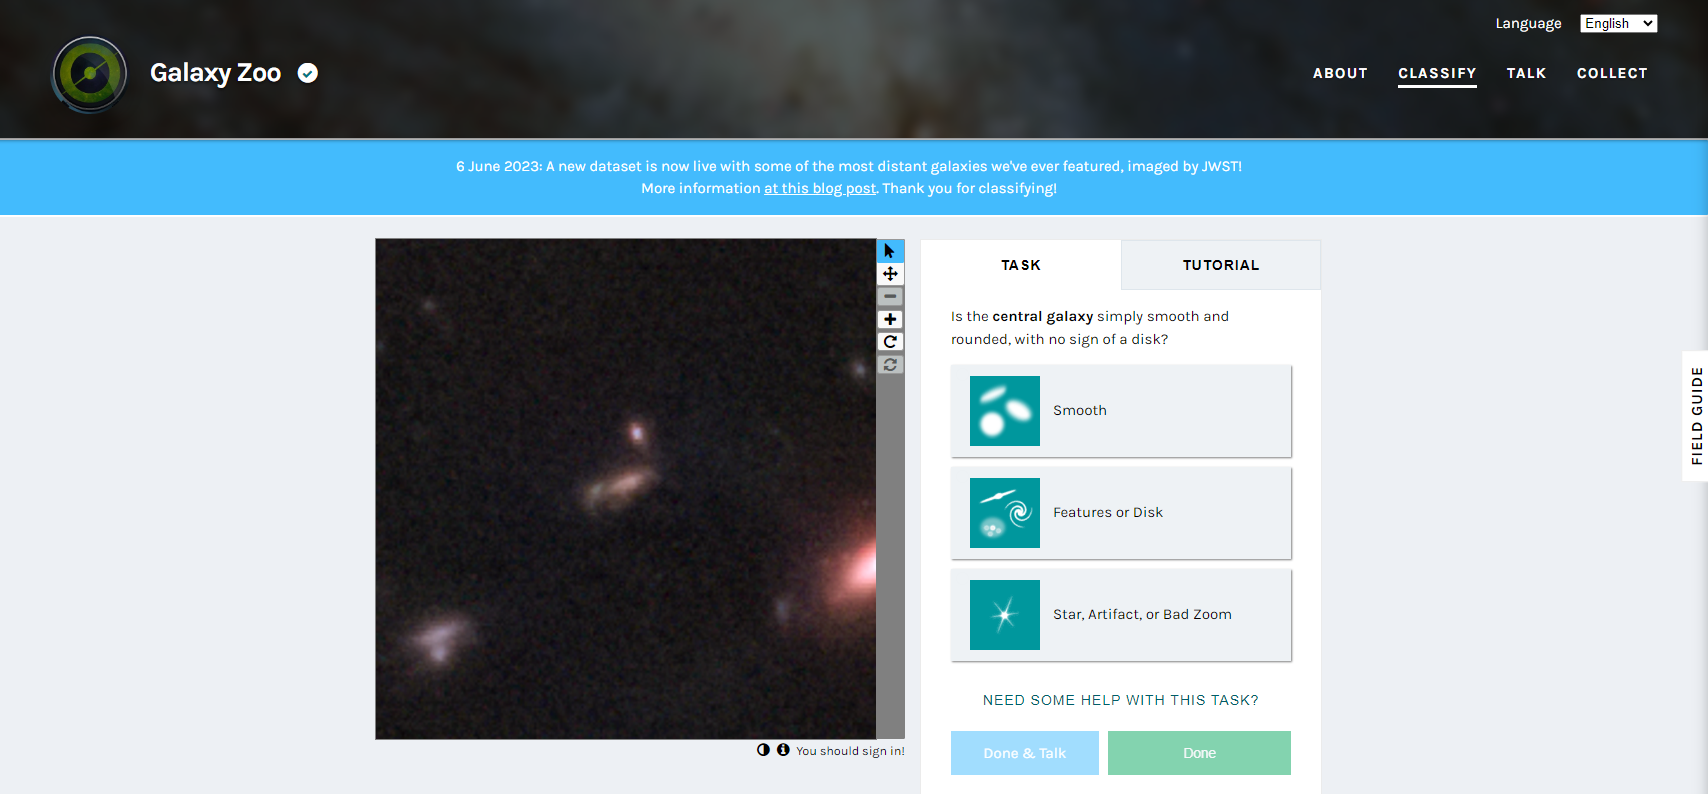 Language English
Galaxy Zoo
ABOUT CLASSIFY TALK COLLECT
6 June 2023: A new dataset is now live with some of the most distant galaxies we've ever featured, imaged by JWST!
More information at this blog post. Thank you for classifying!
TASK TUTORIAL
Is the central galaxy simply smooth and
rounded, with no sign of a disk?
Smooth
Features or Disk
Star, Artifact, or Bad Zoom
NEED SOME HELP WITH THIS TASK?
Done & Talk Done
You should sign in!
FIELD GUIDE